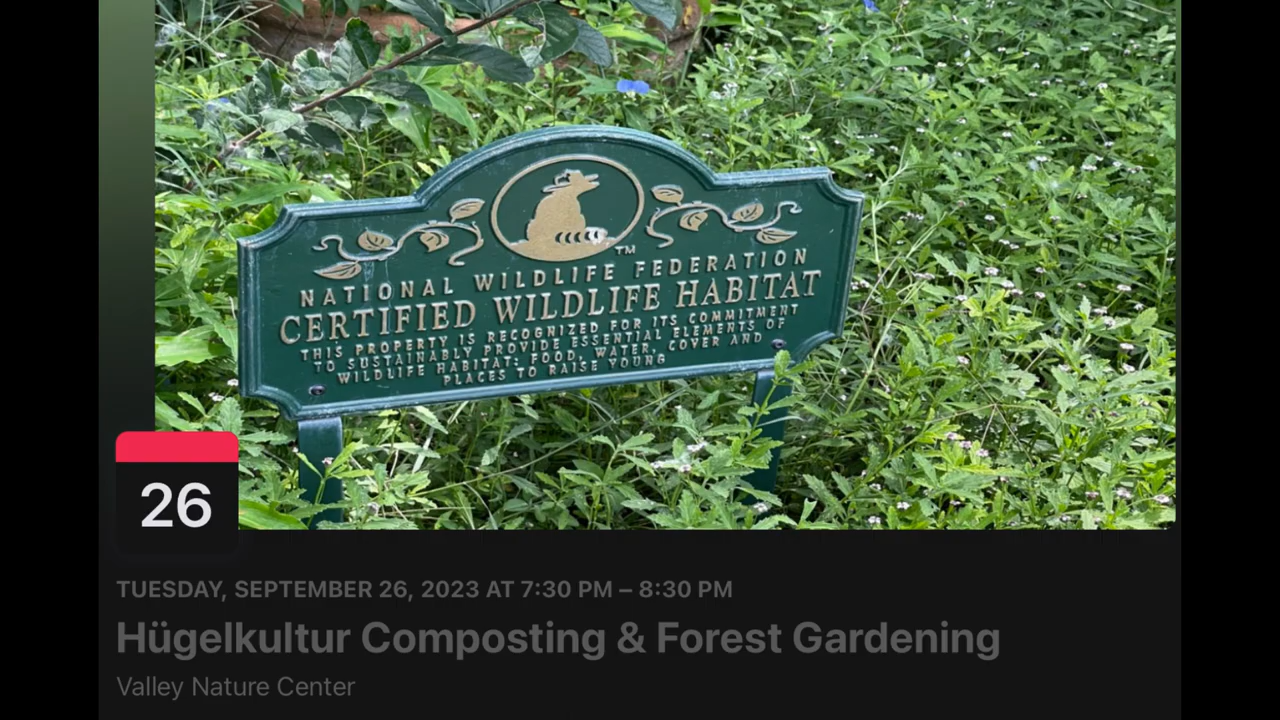 TM
NATIONAL WILDLIFE FEDERATION
CERTIFIED WILDLIFE HABITAT
THIS PROPERTY IS RECOGNIZED FOR ITS COMMITMENT
TO SUSTAINABLY PROVIDE ESSENTIAL ELEMENTS OF
WILDLIFE HABITAT: FOOD, WATER, COVER AND
PLACES TO RAISE YOUNG
26
TUESDAY, SEPTEMBER 26, 2023 AT 7:30 PM – 8:30 PM
Hügelkultur Composting & Forest Gardening
Valley Nature Center